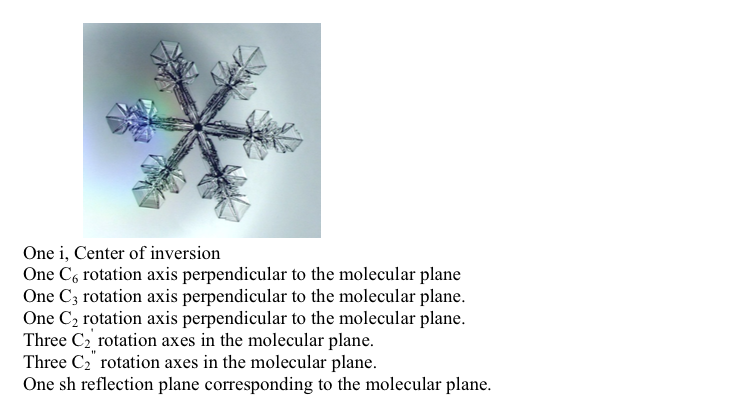 One i, Center of inversion
One C₆ rotation axis perpendicular to the molecular plane
One C₃ rotation axis perpendicular to the molecular plane.
One C₂ rotation axis perpendicular to the molecular plane.
Three C₂' rotation axes in the molecular plane.
Three C₂" rotation axes in the molecular plane.
One sh reflection plane corresponding to the molecular plane.